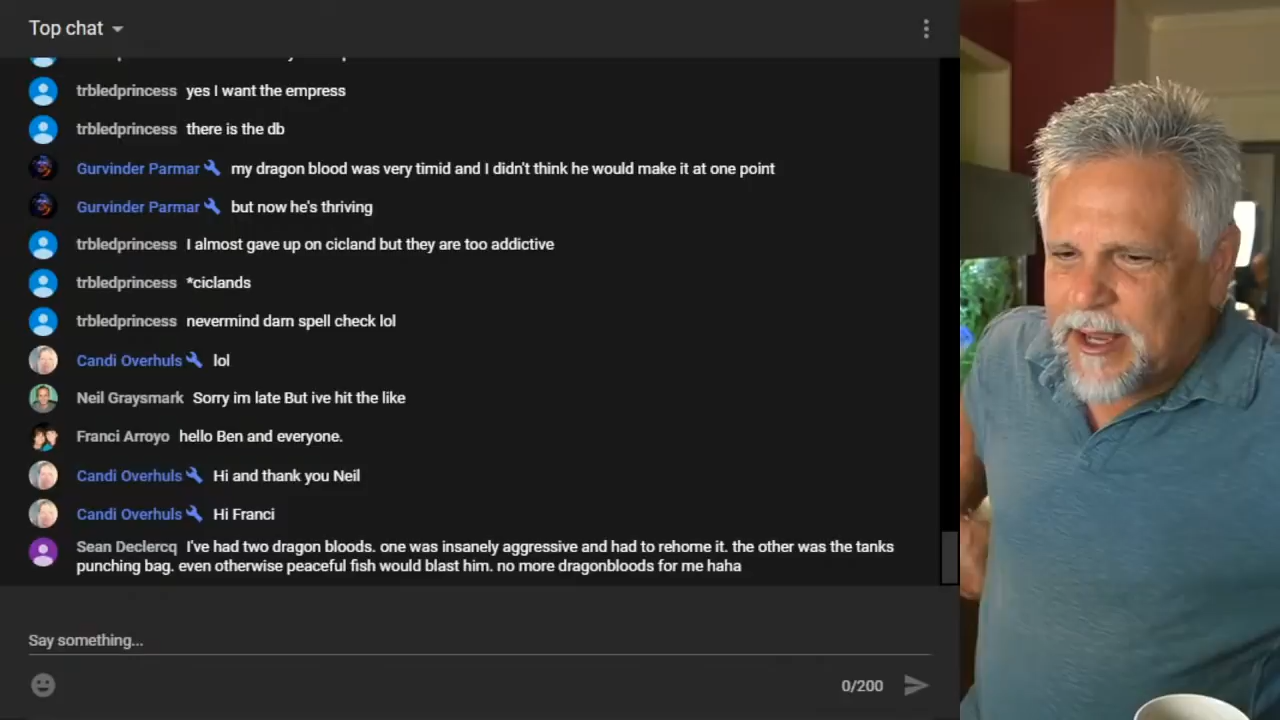 Top chat
trbledprincess yes I want the empress
trbledprincess there is the db
Gurvinder Parmar my dragon blood was very timid and I didn't think he would make it at one point
Gurvinder Parmar but now he's thriving
trbledprincess I almost gave up on cicland but they are too addictive
trbledprincess *ciclands
trbledprincess nevermind darn spell check lol
Candi Overhuls lol
Neil Graysmark Sorry im late But ive hit the like
Franci Arroyo hello Ben and everyone.
Candi Overhuls Hi and thank you Neil
Candi Overhuls Hi Franci
Sean Declercq I've had two dragon bloods. one was insanely aggressive and had to rehome it. the other was the tanks
punching bag. even otherwise peaceful fish would blast him. no more dragonbloods for me haha
Say something...
0/200